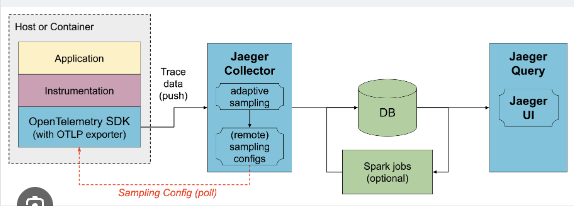 Host or Container
Application
Instrumentation
OpenTelemetry SDK
(with OTLP exporter)
Trace
data
(push)
Jaeger
Collector
adaptive
sampling
(remote)
sampling
configs
Sampling Config (poll)
DB
Spark jobs
(optional)
Jaeger
Query
Jaeger
UI